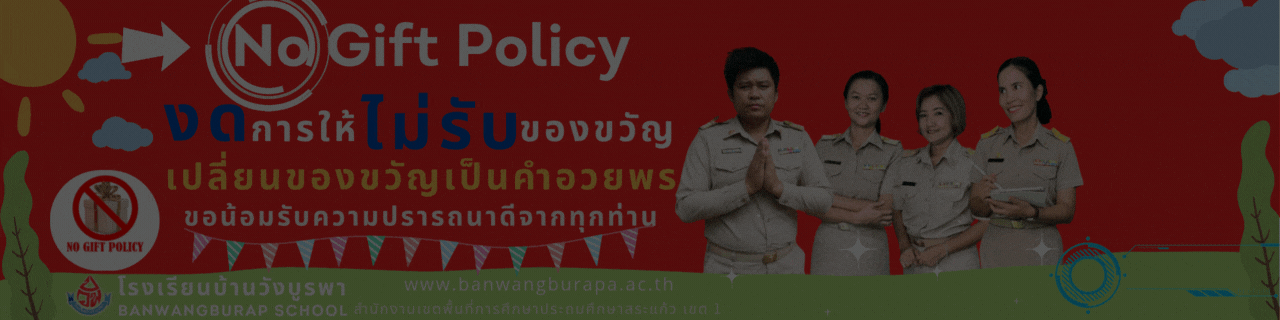 No Gift Policy
งดการให้ ไม่รับของขวัญ
เปลี่ยนของขวัญเป็นคำอวยพร
ขอน้อมรับความปรารถนาดีจากทุกท่าน
NO GIFT POLICY
www.banwangburapa.ac.th
โรงเรียนบ้านวังบูรพา
BANWANGBURAP SCHOOL สำนักงานเขตพื้นที่การศึกษาประถมศึกษาสระแก้ว เขต 1